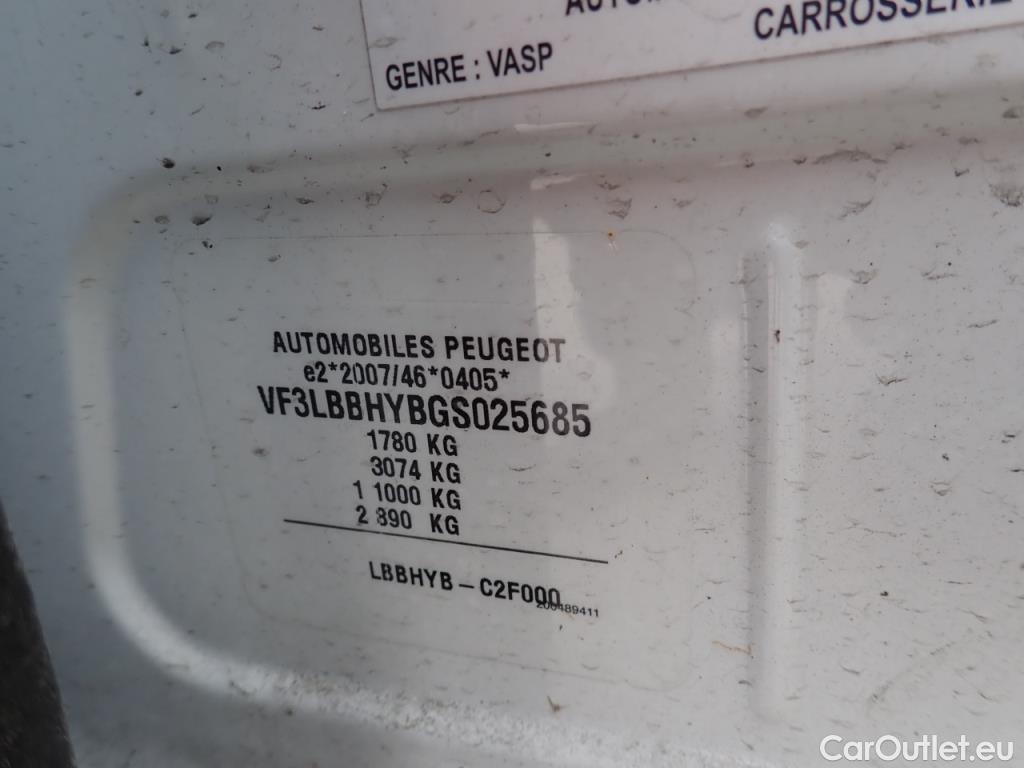 CARROSSERIE
GENRE : VASP
AUTOMOBILES PEUGEOT
e2*2007/46*0405*
VF3LBBHYBGS025685
1780 KG
3074 KG
1 1000 KG
2 890 KG
LBBHYB – C2F000
CarOutlet.eu